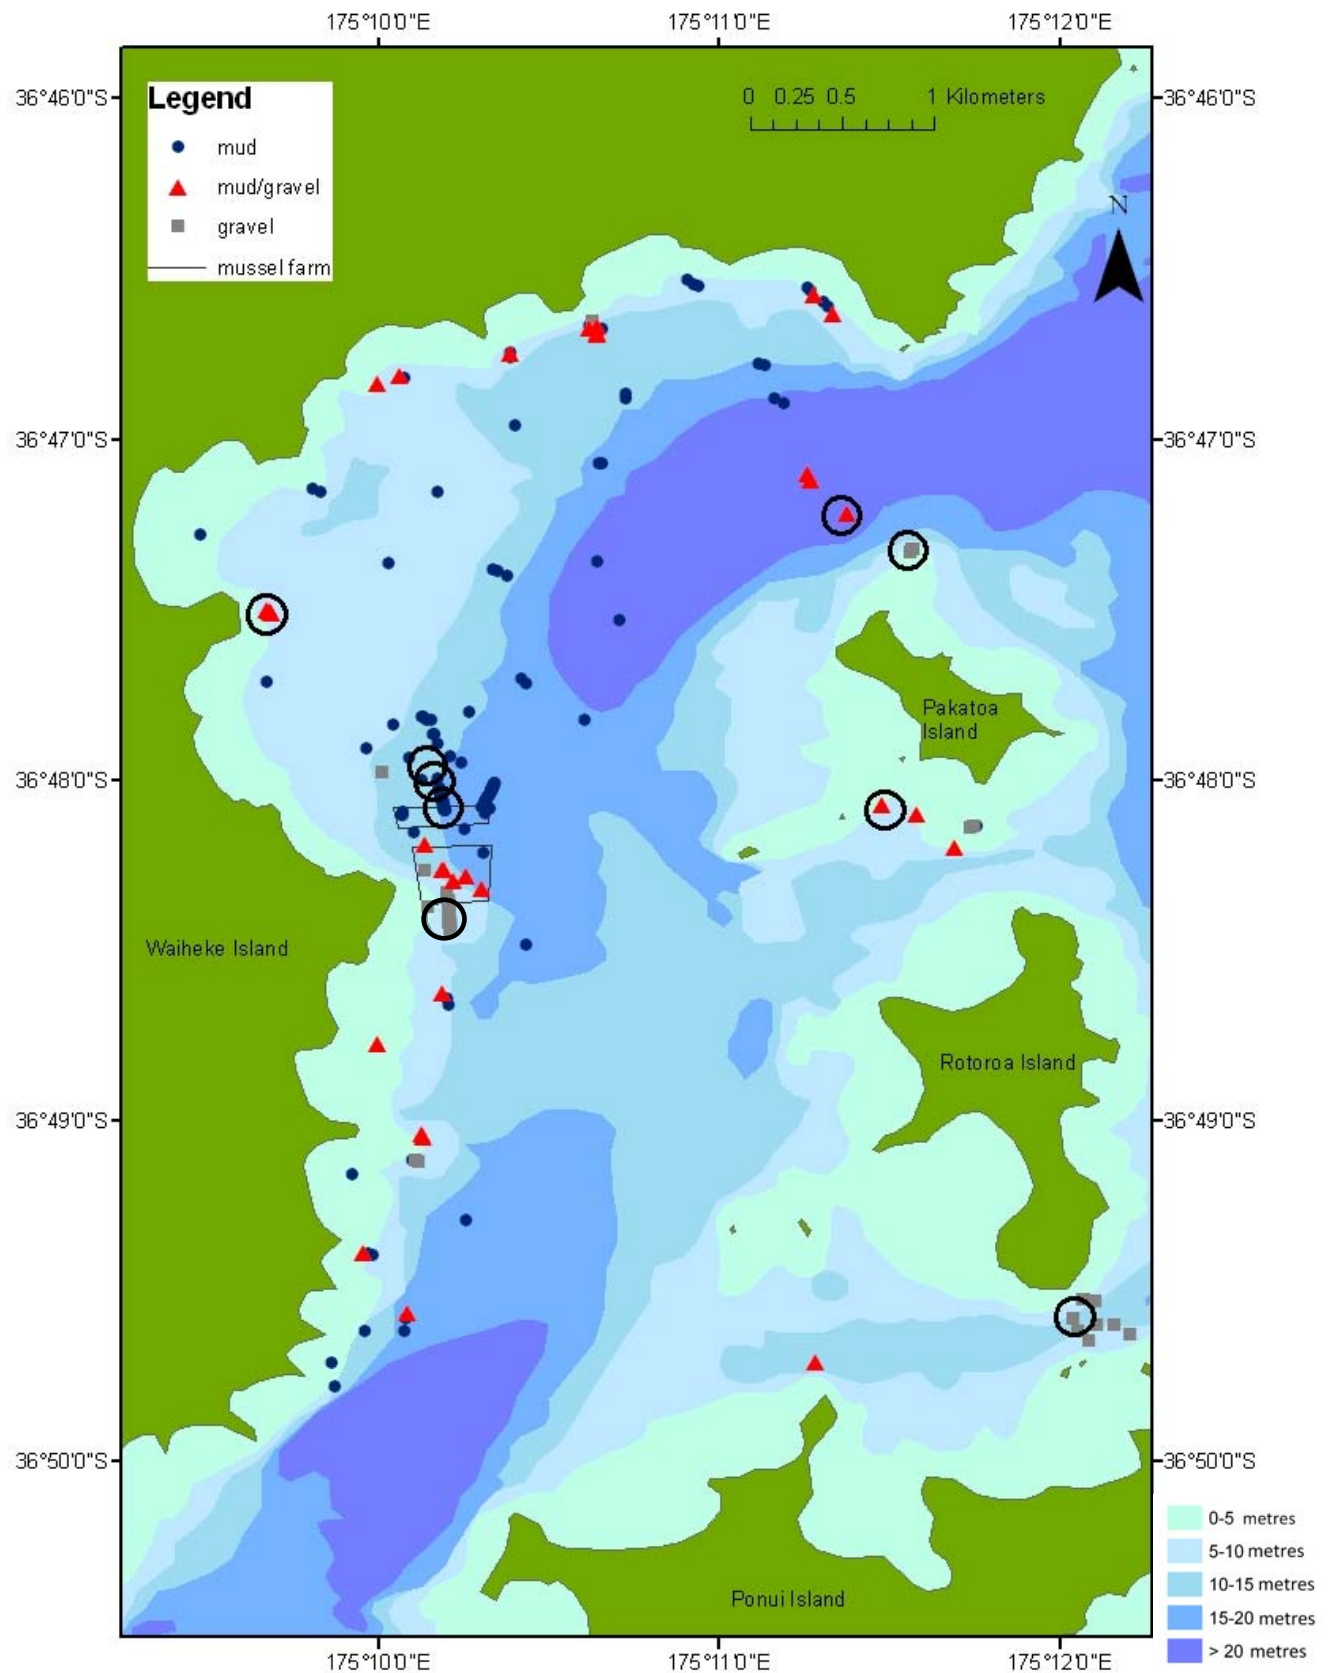 175°10'0"E
175°11'0"E
175°12'0"E
36°46'0"S
36°46'0"S
Legend
mud
mud/gravel
gravel
mussel farm
0 0.25 0.5 1 Kilometers
N
36°47'0"S
36°47'0"S
Pakatoa
Island
36°48'0"S
36°48'0"S
Waiheke Island
Rotoroa Island
36°49'0"S
36°49'0"S
36°50'0"S
36°50'0"S
Ponui Island
0-5 metres
5-10 metres
10-15 metres
15-20 metres
> 20 metres
175°10'0"E
175°11'0"E
175°12'0"E